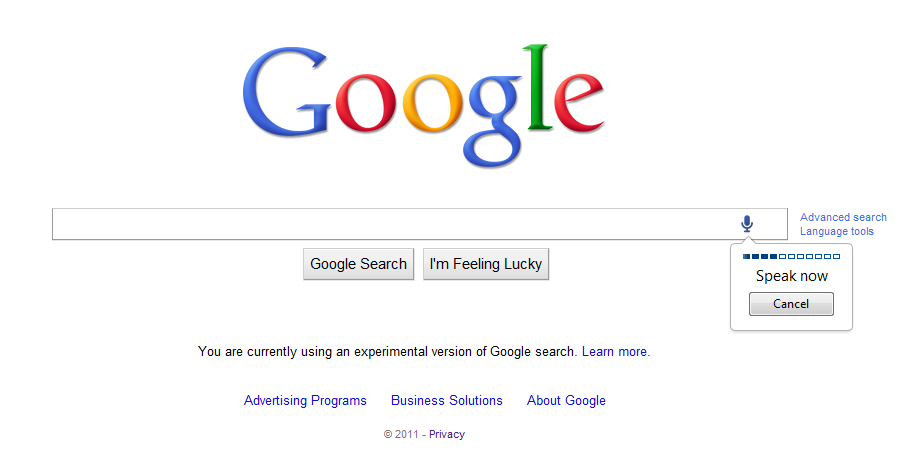 Google
Advanced search
Language tools
Google Search I'm Feeling Lucky
Speak now
Cancel
You are currently using an experimental version of Google search. Learn more.
Advertising Programs Business Solutions About Google
© 2011 - Privacy